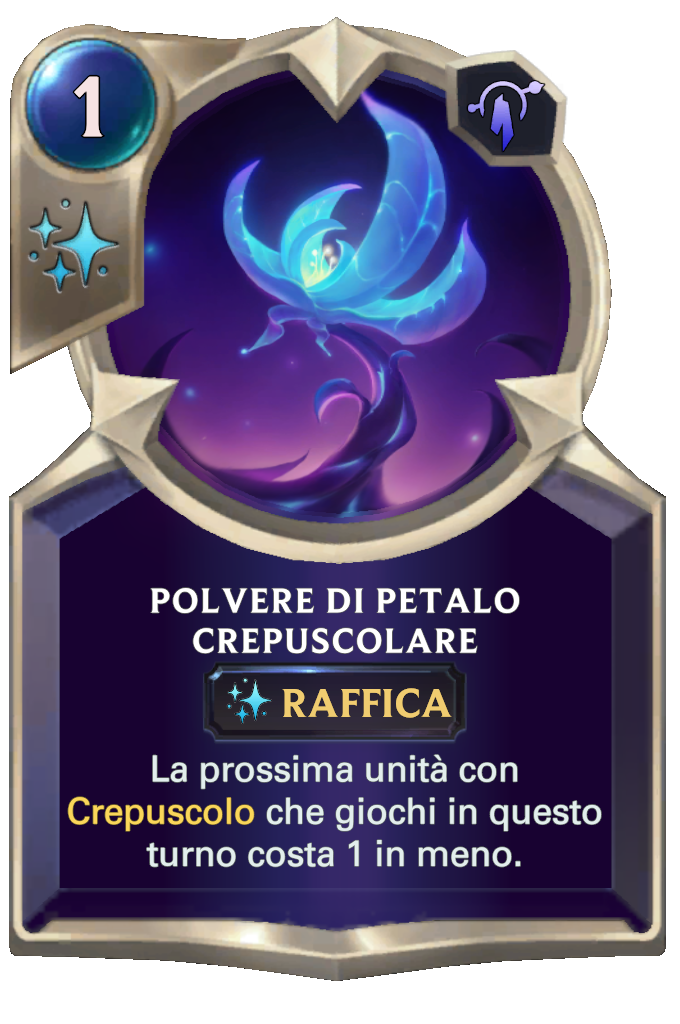 1
POLVERE DI PETALO
CREPUSCOLARE
RAFFICA
La prossima unità con
Crepuscolo che giochi in questo
turno costa 1 in meno.